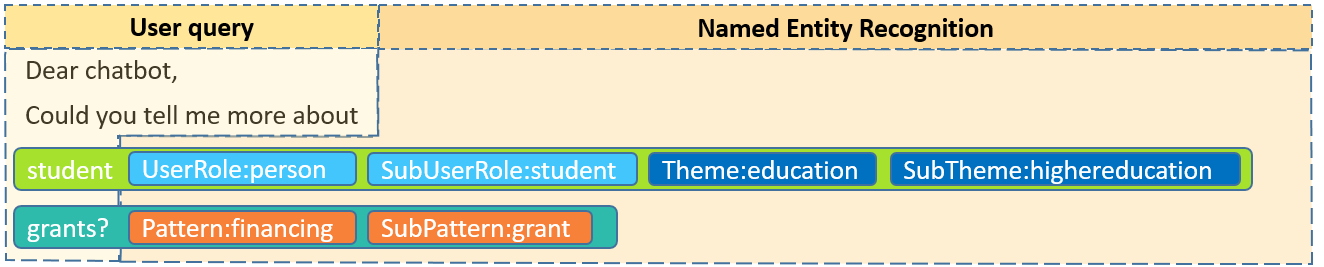 User query Named Entity Recognition
Dear chatbot,
Could you tell me more about
student UserRole:person SubUserRole:student Theme:education SubTheme:highereducation
grants? Pattern:financing SubPattern:grant